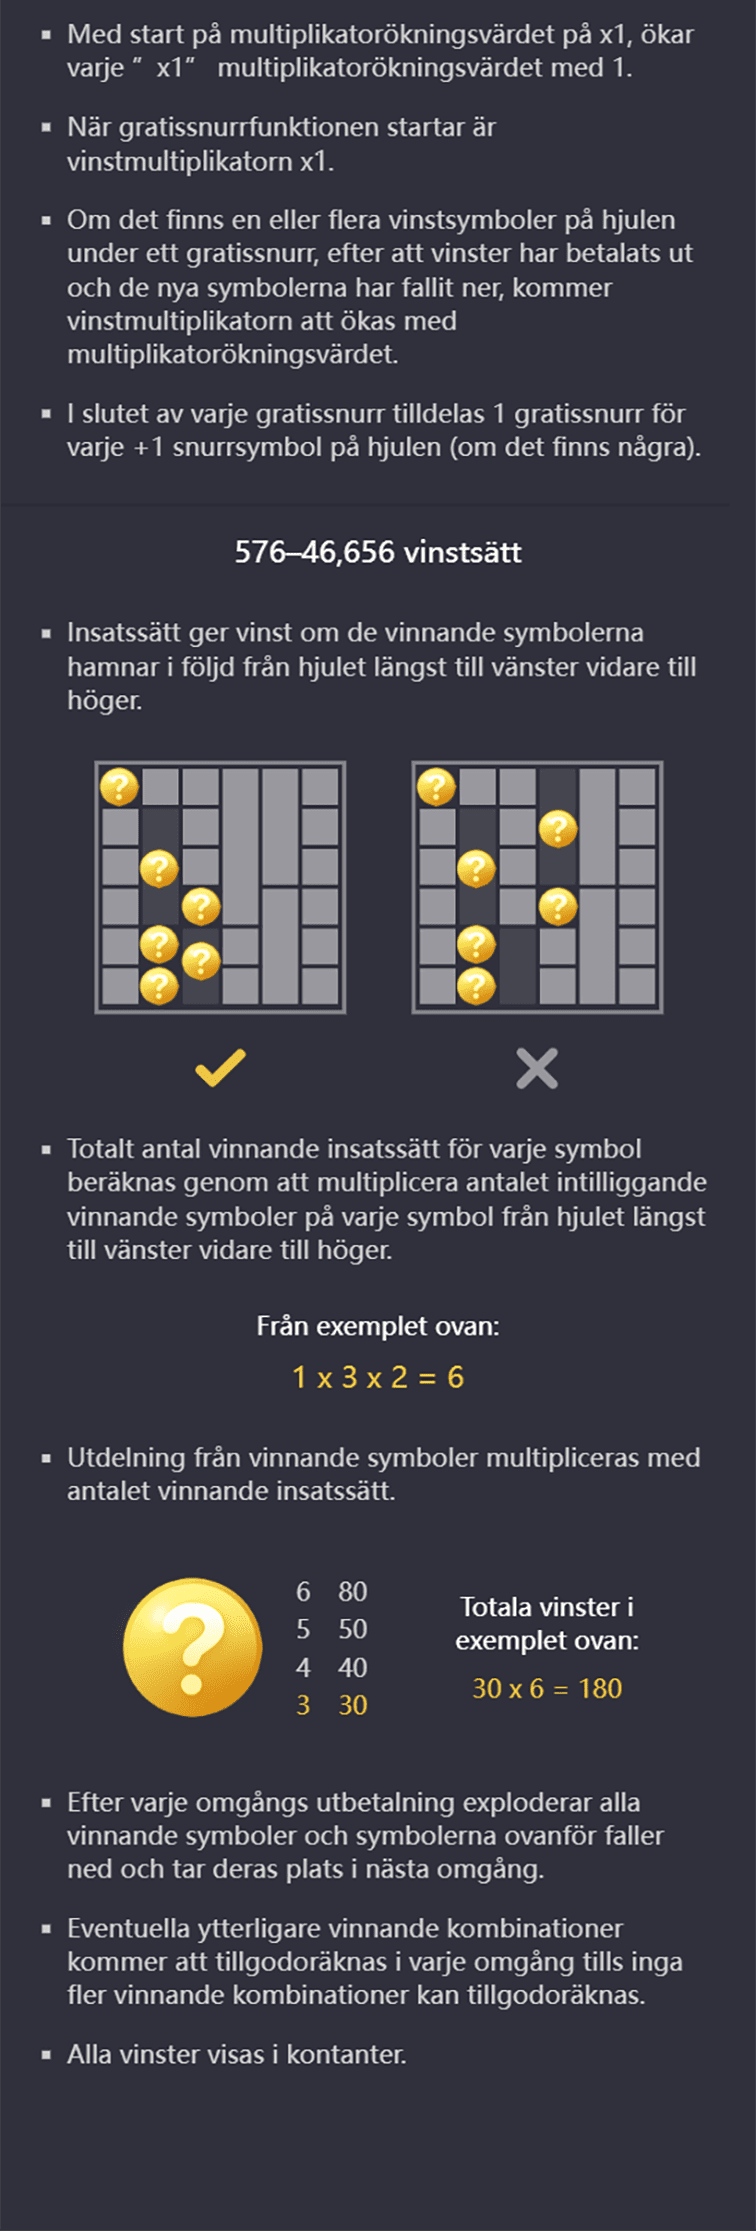 Med start på multiplikatorökningsvärdet på x1, ökar
varje ” x1” multiplikatorökningsvärdet med 1.
När gratissnurrfunktionen startar är
vinstmultiplikatorn x1.
Om det finns en eller flera vinstsymboler på hjulen
under ett gratissnurr, efter att vinster har betalats ut
och de nya symbolerna har fallit ner, kommer
vinstmultiplikatorn att ökas med
multiplikatorökningsvärdet.
I slutet av varje gratissnurr tilldelas 1 gratissnurr för
varje +1 snurrsymbol på hjulen (om det finns några).
576–46,656 vinstsätt
Insatssätt ger vinst om de vinnande symbolerna
hamnar i följd från hjulet längst till vänster vidare till
höger.
Totalt antal vinnande insatssätt för varje symbol
beräknas genom att multiplicera antalet intilliggande
vinnande symboler på varje symbol från hjulet längst
till vänster vidare till höger.
Från exemplet ovan:
1 x 3 x 2 = 6
Utdelning från vinnande symboler multipliceras med
antalet vinnande insatssätt.
6 80
5 50
4 40
3 30
Totala vinster i
exemplet ovan:
30 x 6 = 180
Efter varje omgångs utbetalning exploderar alla
vinnande symboler och symbolerna ovanför faller
ned och tar deras plats i nästa omgång.
Eventuella ytterligare vinnande kombinationer
kommer att tillgodoräknas i varje omgång tills inga
fler vinnande kombinationer kan tillgodoräknas.
Alla vinster visas i kontanter.